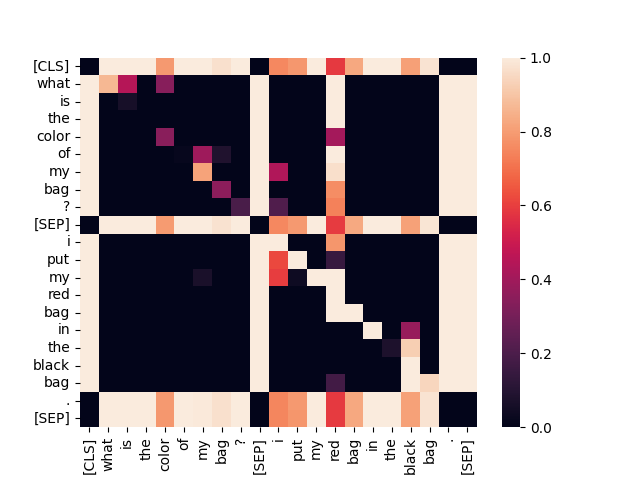 [CLS]
what
is
the
color
of
my
bag
?
[SEP]
i
put
my
red
bag
in
the
black
bag
.
[SEP]
[CLS]
what
is
the
color
of
my
bag
?
[SEP]
i
put
my
red
bag
in
the
black
bag
.
[SEP]
1.0
0.8
0.6
0.4
0.2
0.0